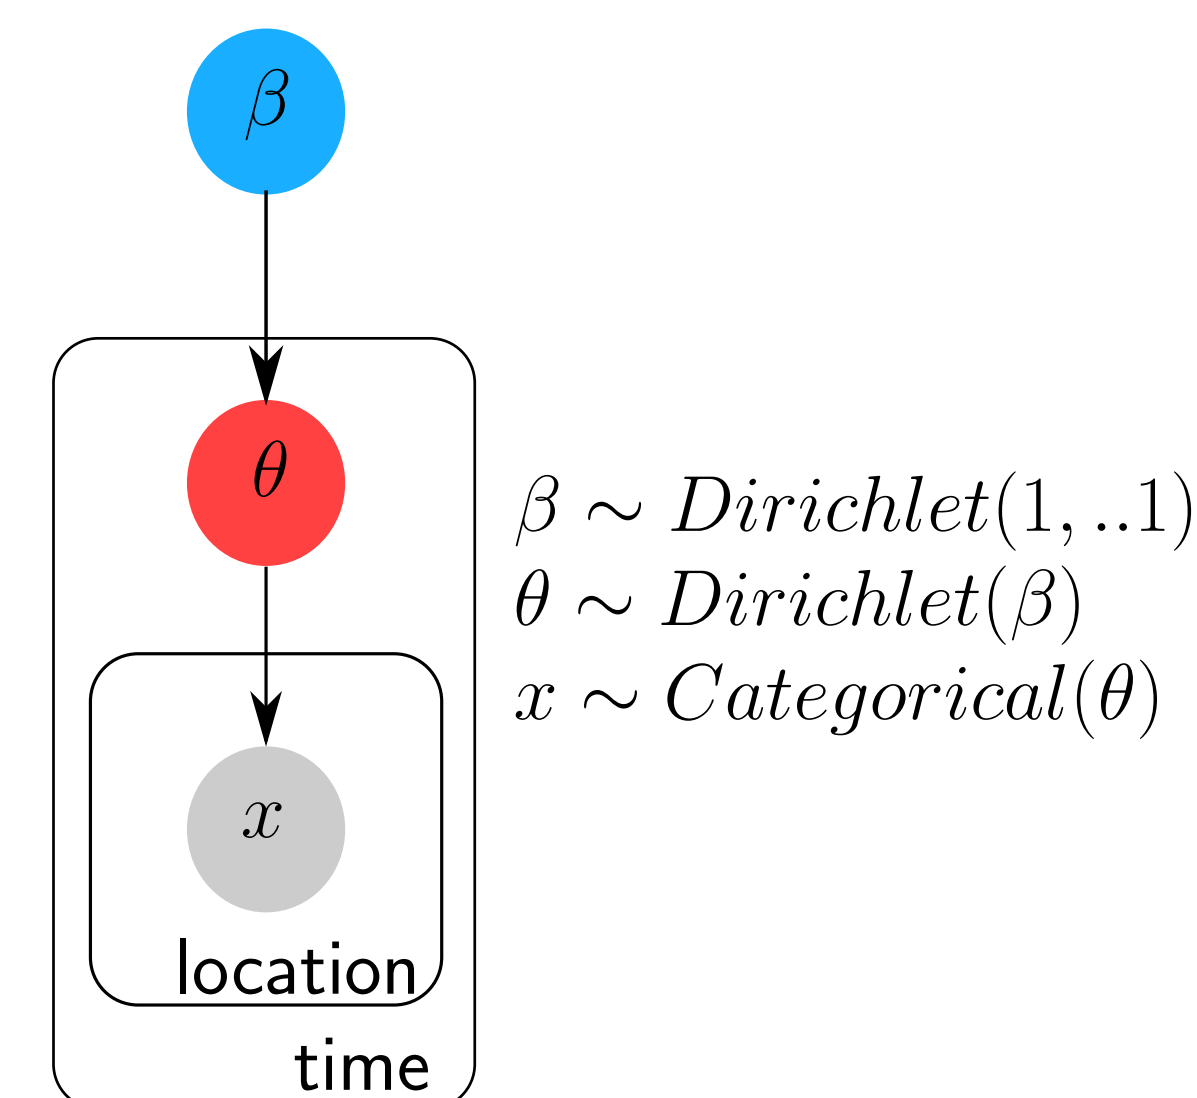 β
θ
β ∼ Dirichlet(1, ..1)
θ ∼ Dirichlet(β)
x ∼ Categorical(θ)
x
location
time